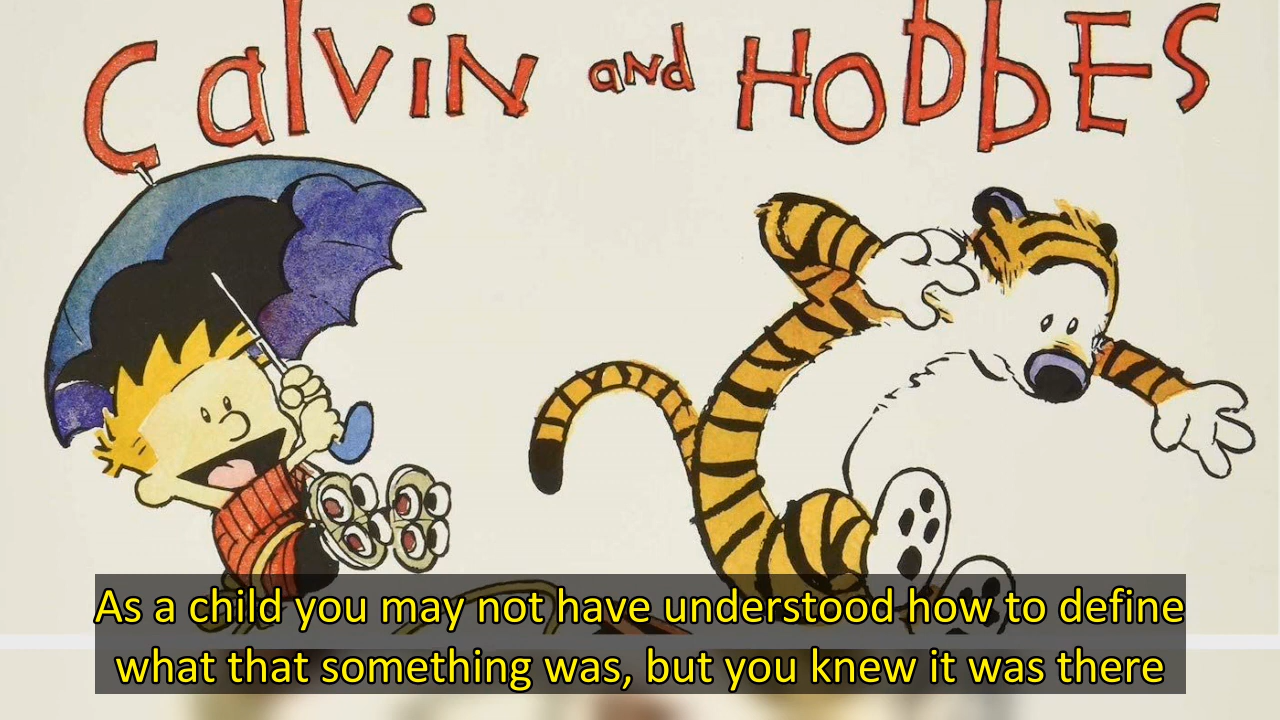 Calvin and HobbEs
As a child you may not have understood how to define
what that something was, but you knew it was there